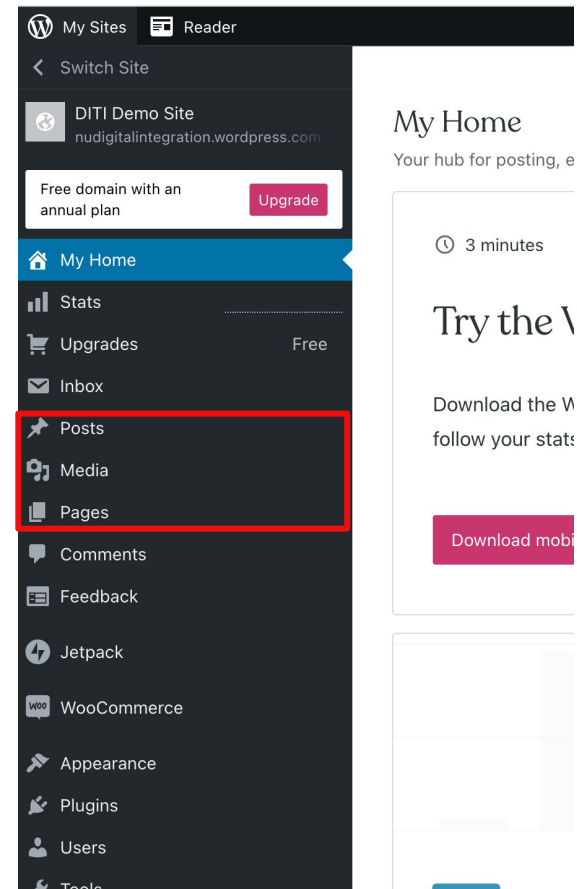 My Sites Reader
Switch Site
DITI Demo Site
nudigitalintegration.wordpress.com
Free domain with an
annual plan
Upgrade
My Home
Stats
Upgrades Free
Inbox
Posts
Media
Pages
Comments
Feedback
Jetpack
Woo WooCommerce
Appearance
Plugins
Users
Tools
My Home
Your hub for posting, e
3 minutes
Try the
Download the W
follow your stats
Download mobi